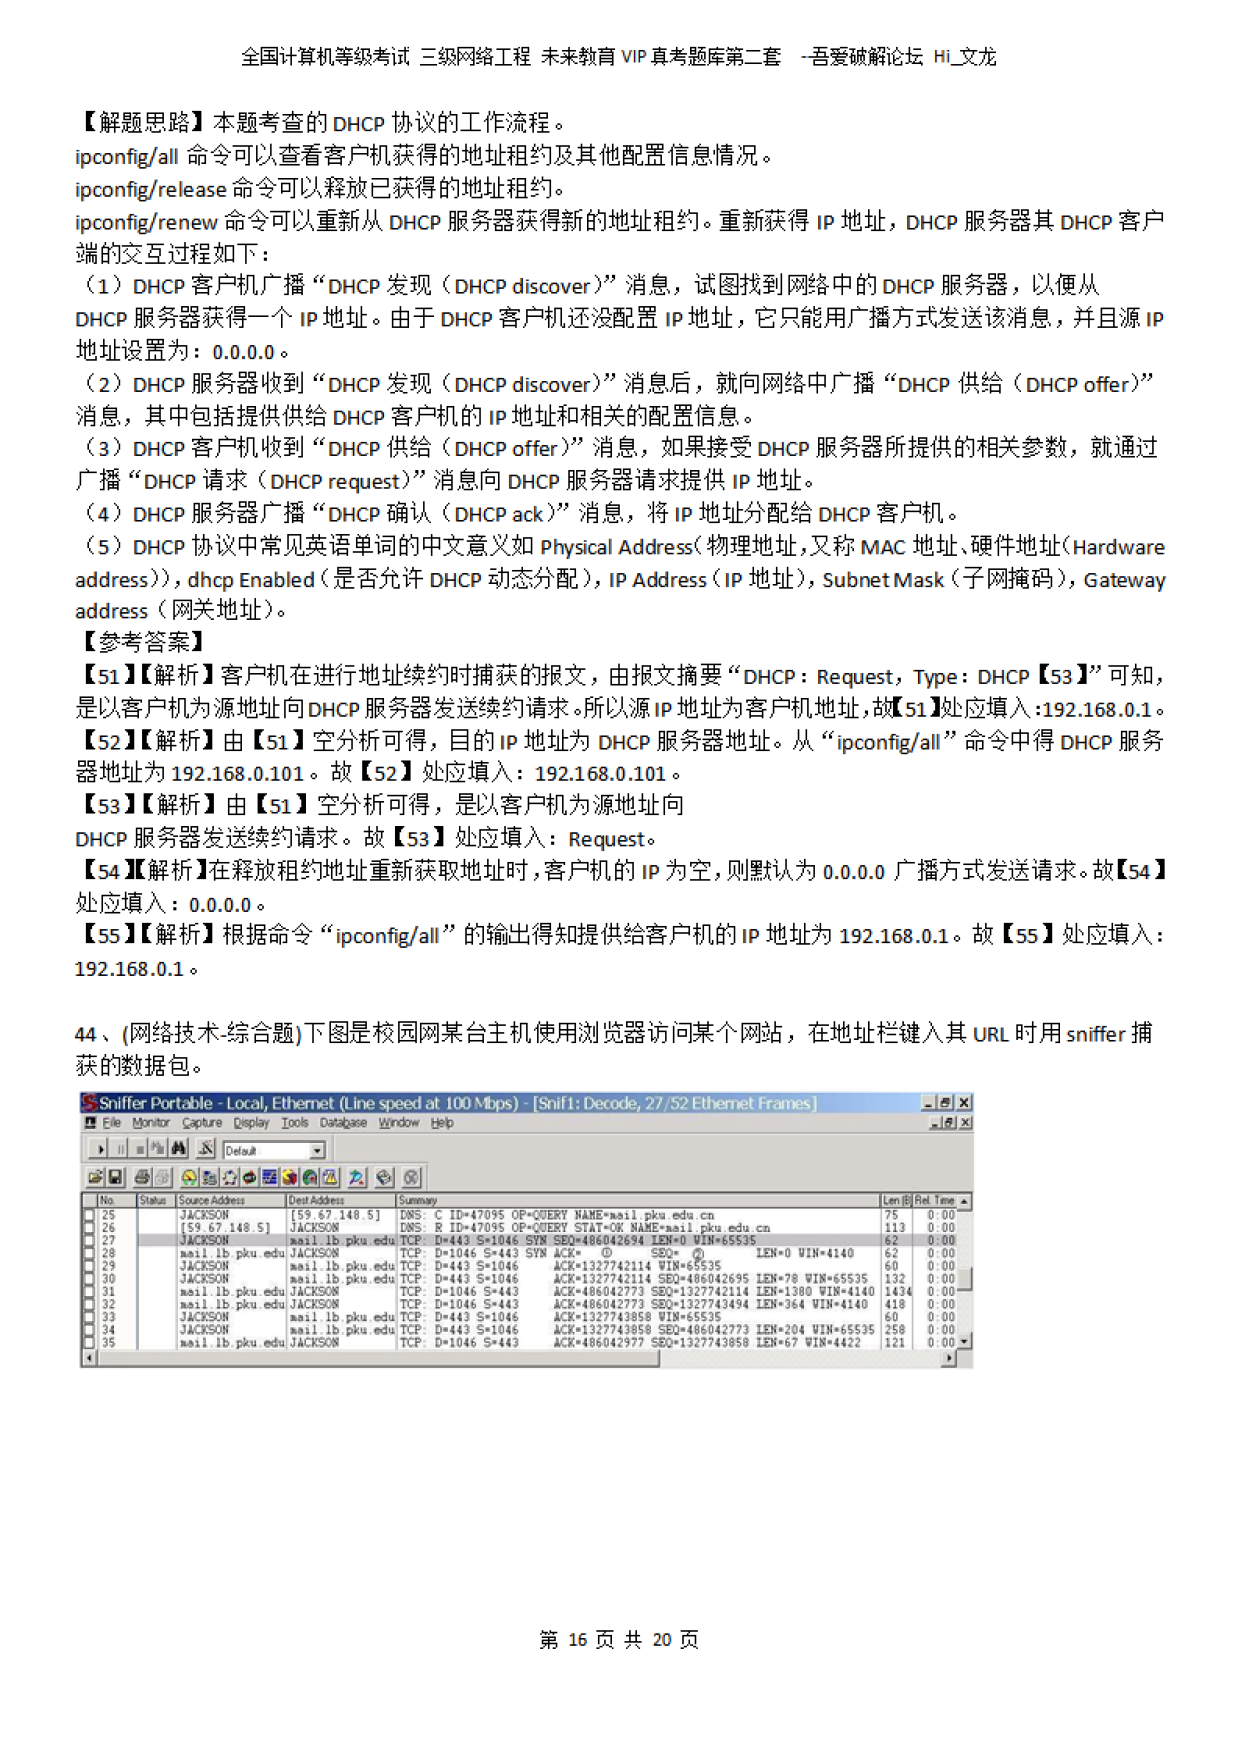 全国计算机等级考试 三级网络工程 未来教育 VIP 真考题库第二套 --吾爱破解论坛 Hi_文龙
【解题思路】本题考查的 DHCP 协议的工作流程。
ipconfig/all 命令可以查看客户机获得的地址租约及其他配置信息情况。
ipconfig/release 命令可以释放已获得的地址租约。
ipconfig/renew 命令可以重新从 DHCP 服务器获得新的地址租约。重新获得 IP 地址，DHCP 服务器其 DHCP 客户
端的交互过程如下：
（1）DHCP 客户机广播“DHCP 发现（DHCP discover）”消息，试图找到网络中的 DHCP 服务器，以便从
DHCP 服务器获得一个 IP 地址。由于 DHCP 客户机还没配置 IP 地址，它只能用广播方式发送该消息，并且源 IP
地址设置为：0.0.0.0。
（2）DHCP 服务器收到“DHCP 发现（DHCP discover）”消息后，就向网络中广播“DHCP 供给（DHCP offer）”
消息，其中包括提供供给 DHCP 客户机的 IP 地址和相关的配置信息。
（3）DHCP 客户机收到“DHCP 供给（DHCP offer）”消息，如果接受 DHCP 服务器所提供的相关参数，就通过
广播“DHCP 请求（DHCP request）”消息向 DHCP 服务器请求提供 IP 地址。
（4）DHCP 服务器广播“DHCP 确认（DHCP ack）”消息，将 IP 地址分配给 DHCP 客户机。
（5）DHCP 协议中常见英语单词的中文意义如 Physical Address（物理地址，又称 MAC 地址、硬件地址（Hardware
address）），dhcp Enabled（是否允许 DHCP 动态分配），IP Address（IP 地址），Subnet Mask（子网掩码），Gateway
address（网关地址）。
【参考答案】
【51】【解析】客户机在进行地址续约时捕获的报文，由报文摘要“DHCP：Request，Type：DHCP【53】”可知，
是以客户机为源地址向 DHCP 服务器发送续约请求。所以源 IP 地址为客户机地址，故【51】处应填入：192.168.0.1。
【52】【解析】由【51】空分析可得，目的 IP 地址为 DHCP 服务器地址。从“ipconfig/all”命令中得 DHCP 服务
器地址为 192.168.0.101。故【52】处应填入：192.168.0.101。
【53】【解析】由【51】空分析可得，是以客户机为源地址向
DHCP 服务器发送续约请求。故【53】处应填入：Request。
【54】【解析】在释放租约地址重新获取地址时，客户机的 IP 为空，则默认为 0.0.0.0 广播方式发送请求。故【54】
处应填入：0.0.0.0。
【55】【解析】根据命令“ipconfig/all”的输出得知提供给客户机的 IP 地址为 192.168.0.1。故【55】处应填入：
192.168.0.1。
44、(网络技术-综合题)下图是校园网某台主机使用浏览器访问某个网站，在地址栏键入其 URL 时用 sniffer 捕
获的数据包。
Sniffer Portable - Local, Ethernet (Line speed at 100 Mbps) - [Snif1: Decode, 27/52 Ethernet Frames]
File Monitor Capture Display Tools Database Window Help
Default
No. Status Source Address Dest Address Summary Len (B) Rel. Time
25 JACKSON [59.67.148.5] DNS: C ID=47095 OP=QUERY NAME=mail.pku.edu.cn 75 0:00
26 [59.67.148.5] JACKSON DNS: R ID=47095 OP=QUERY STAT=OK NAME=mail.pku.edu.cn 113 0:00
27 JACKSON mail.lb.pku.edu TCP: D=443 S=1046 SYN SEQ=486042694 LEN=0 WIN=65535 62 0:00
28 mail.lb.pku.edu JACKSON TCP: D=1046 S=443 SYN ACK= ① SEQ= ② LEN=0 WIN=4140 62 0:00
29 JACKSON mail.lb.pku.edu TCP: D=443 S=1046 ACK=1327742114 WIN=65535 60 0:00
30 JACKSON mail.lb.pku.edu TCP: D=443 S=1046 ACK=1327742114 SEQ=486042695 LEN=78 WIN=65535 132 0:00
31 mail.lb.pku.edu JACKSON TCP: D=1046 S=443 ACK=486042773 SEQ=1327742114 LEN=1380 WIN=4140 1434 0:00
32 mail.lb.pku.edu JACKSON TCP: D=1046 S=443 ACK=486042773 SEQ=1327743494 LEN=364 WIN=4140 418 0:00
33 JACKSON mail.lb.pku.edu TCP: D=443 S=1046 ACK=1327743858 WIN=65535 60 0:00
34 JACKSON mail.lb.pku.edu TCP: D=443 S=1046 ACK=1327743858 SEQ=486042773 LEN=204 WIN=65535 258 0:00
35 mail.lb.pku.edu JACKSON TCP: D=1046 S=443 ACK=486042977 SEQ=1327743858 LEN=67 WIN=4422 121 0:00
第 16 页 共 20 页